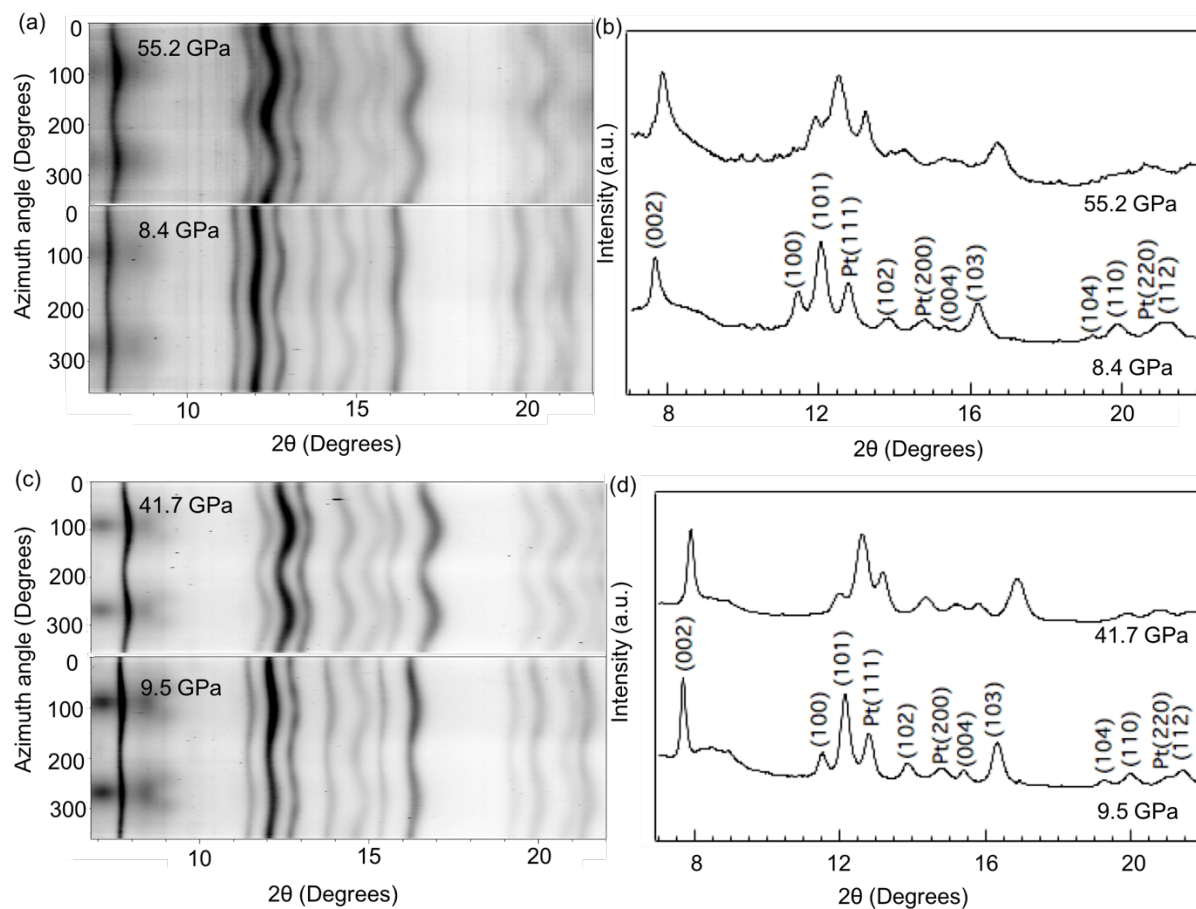 (a)
Azimuth angle (Degrees)
0
100
200
300
55.2 GPa
0
100
200
300
8.4 GPa
10
15
20
2θ (Degrees)
(b)
Intensity (a.u.)
55.2 GPa
(002)
(100)
(101)
Pt(111)
(102)
Pt(200)
(004)
(103)
(104)
(110)
Pt(220)
(112)
8.4 GPa
8
12
16
20
2θ (Degrees)
(c)
Azimuth angle (Degrees)
0
100
200
300
41.7 GPa
0
100
200
300
9.5 GPa
10
15
20
2θ (Degrees)
(d)
Intensity (a.u.)
41.7 GPa
(002)
(100)
(101)
Pt(111)
(102)
Pt(200)
(004)
(103)
(104)
(110)
Pt(220)
(112)
9.5 GPa
8
12
16
20
2θ (Degrees)